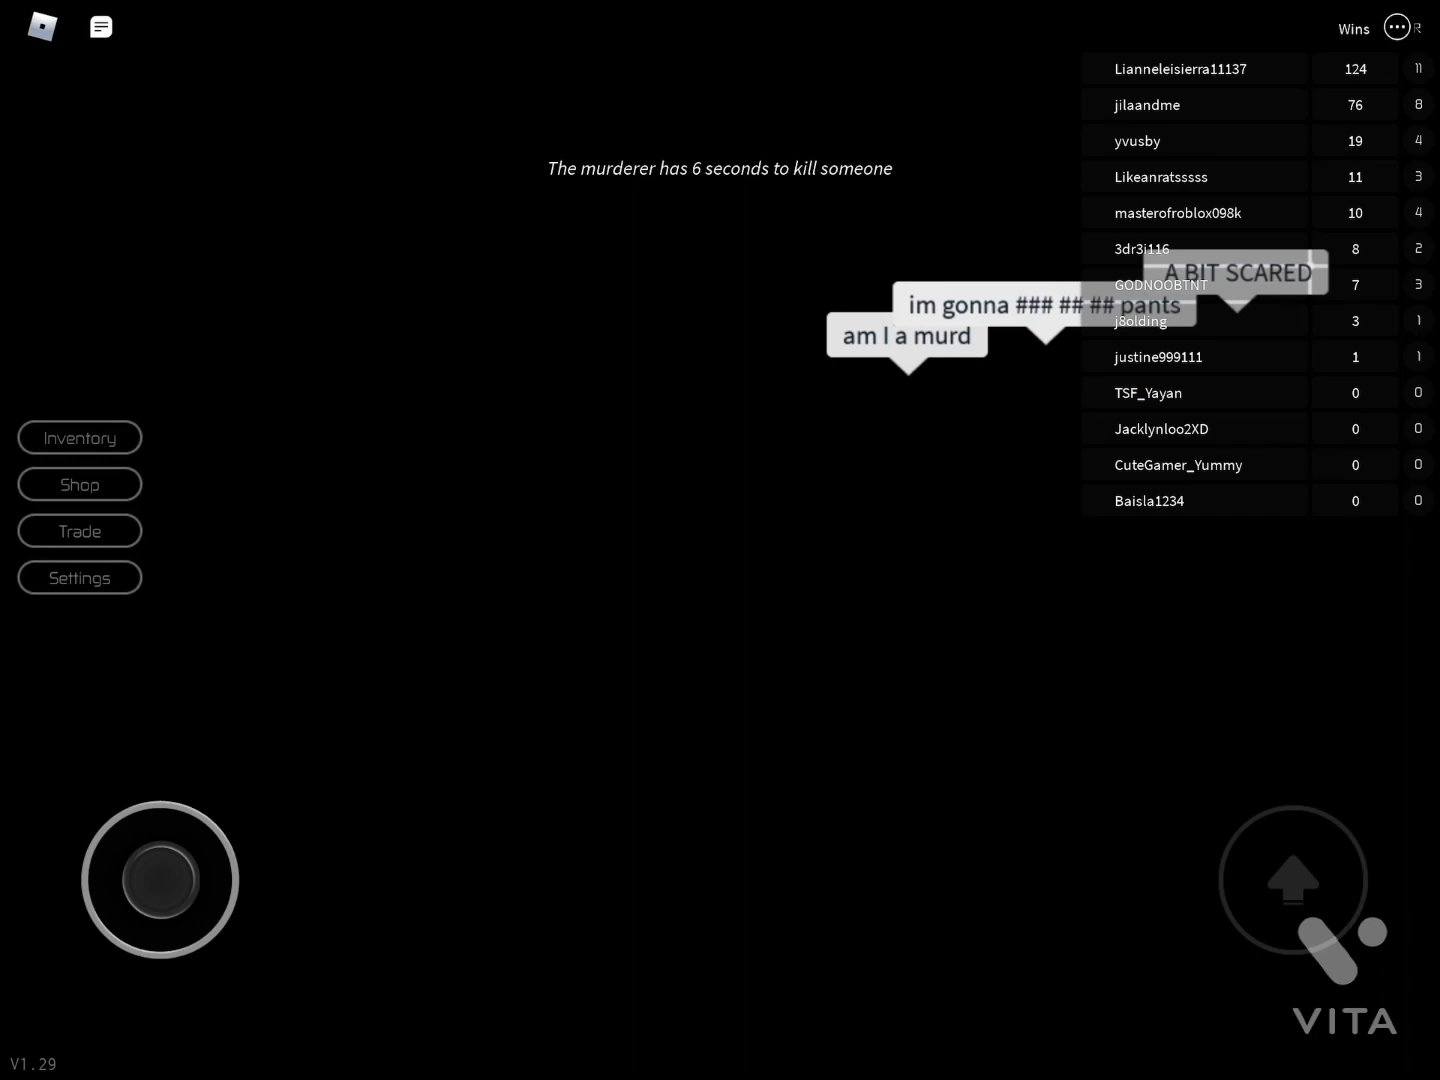 Wins R
Lianneleisierra11137 124 11
jilaandme 76 8
yvusby 19 4
The murderer has 6 seconds to kill someone
Likeanratsssss 11 3
masterofroblox098k 10 4
3dr3i116 8 2
A BIT SCARED
GODNOOBTNT 7 3
im gonna ### ## ## pants
j8olding 3 1
am I a murd
justine999111 1 1
TSF_Yayan 0 0
Jacklynloo2XD 0 0
CuteGamer_Yummy 0 0
Baisla1234 0 0
Inventory
Shop
Trade
Settings
VITA
V1.29